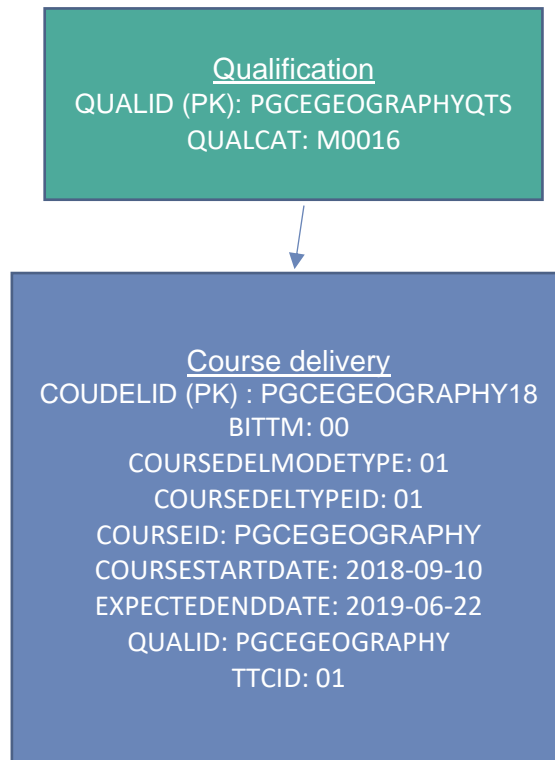 Qualification
QUALID (PK): PGCEGEOGRAPHYQTS
QUALCAT: M0016
Course delivery
COUDELID (PK) : PGCEGEOGRAPHY18
BITTM: 00
COURSEDELMODETYPE: 01
COURSEDELTYPEID: 01
COURSEID: PGCEGEOGRAPHY
COURSESTARTDATE: 2018-09-10
EXPECTEDENDDATE: 2019-06-22
QUALID: PGCEGEOGRAPHY
TTCID: 01